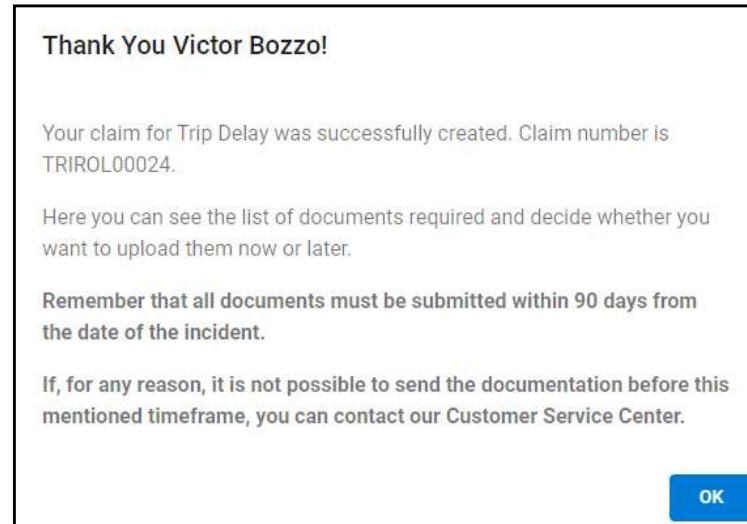 Thank You Victor Bozzo!
Your claim for Trip Delay was successfully created. Claim number is
TRIROL00024.
Here you can see the list of documents required and decide whether you
want to upload them now or later.
Remember that all documents must be submitted within 90 days from
the date of the incident.
If, for any reason, it is not possible to send the documentation before this
mentioned timeframe, you can contact our Customer Service Center.
OK